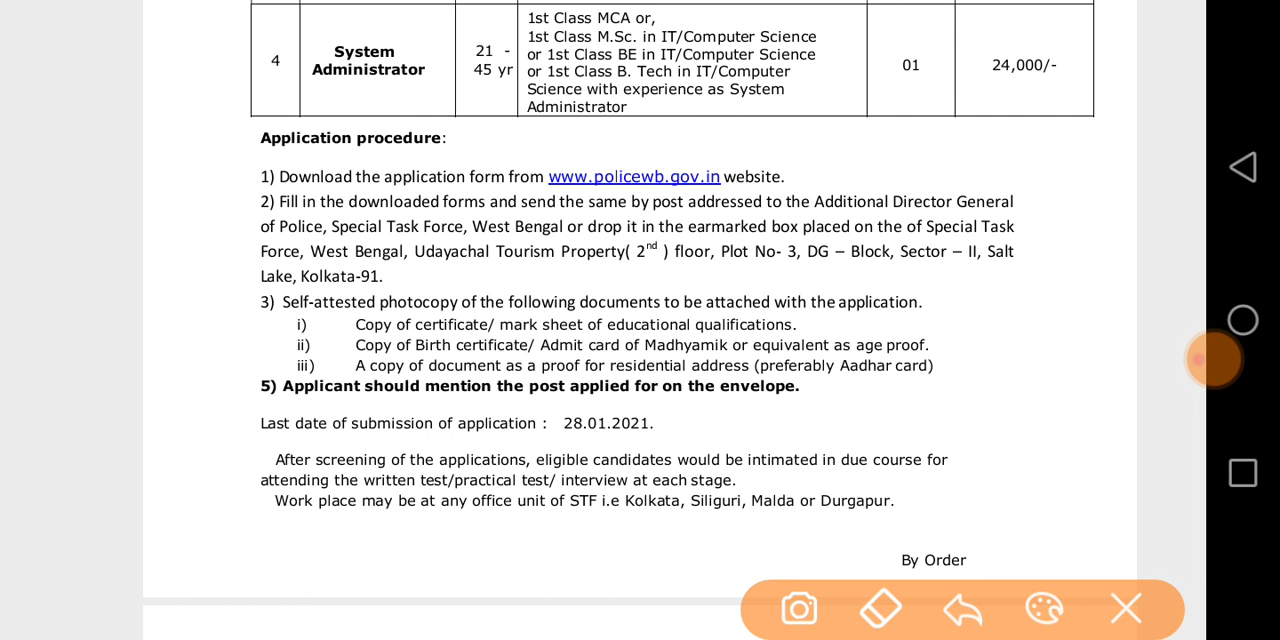 4
System
Administrator
21 -
45 yr
1st Class MCA or,
1st Class M.Sc. in IT/Computer Science
or 1st Class BE in IT/Computer Science
or 1st Class B. Tech in IT/Computer
Science with experience as System
Administrator
01
24,000/-
Application procedure:
1) Download the application form from www.policewb.gov.in website.
2) Fill in the downloaded forms and send the same by post addressed to the Additional Director General
of Police, Special Task Force, West Bengal or drop it in the earmarked box placed on the of Special Task
Force, West Bengal, Udayachal Tourism Property( 2nd ) floor, Plot No- 3, DG – Block, Sector – II, Salt
Lake, Kolkata-91.
3) Self-attested photocopy of the following documents to be attached with the application.
i) Copy of certificate/ mark sheet of educational qualifications.
ii) Copy of Birth certificate/ Admit card of Madhyamik or equivalent as age proof.
iii) A copy of document as a proof for residential address (preferably Aadhar card)
5) Applicant should mention the post applied for on the envelope.
Last date of submission of application : 28.01.2021.
After screening of the applications, eligible candidates would be intimated in due course for
attending the written test/practical test/ interview at each stage.
Work place may be at any office unit of STF i.e Kolkata, Siliguri, Malda or Durgapur.
By Order